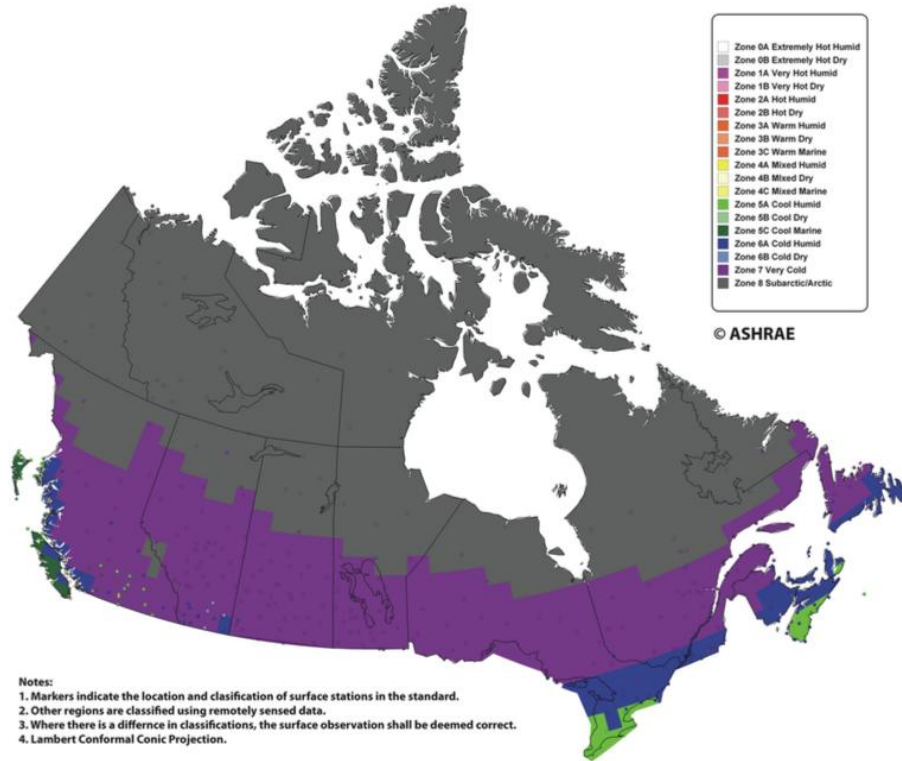 Zone 0A Extremely Hot Humid
Zone 0B Extremely Hot Dry
Zone 1A Very Hot Humid
Zone 1B Very Hot Dry
Zone 2A Hot Humid
Zone 2B Hot Dry
Zone 3A Warm Humid
Zone 3B Warm Dry
Zone 3C Warm Marine
Zone 4A Mixed Humid
Zone 4B MIxed Dry
Zone 4C Mixed Marine
Zone 5A Cool Humid
Zone 5B Cool Dry
Zone 5C Cool Marine
Zone 6A Cold Humid
Zone 6B Cold Dry
Zone 7 Very Cold
Zone 8 Subarctic/Arctic
© ASHRAE
Notes:
1. Markers indicate the location and clasification of surface stations in the standard.
2. Other regions are classified using remotely sensed data.
3. Where there is a differnce in classifications, the surface observation shall be deemed correct.
4. Lambert Conformal Conic Projection.